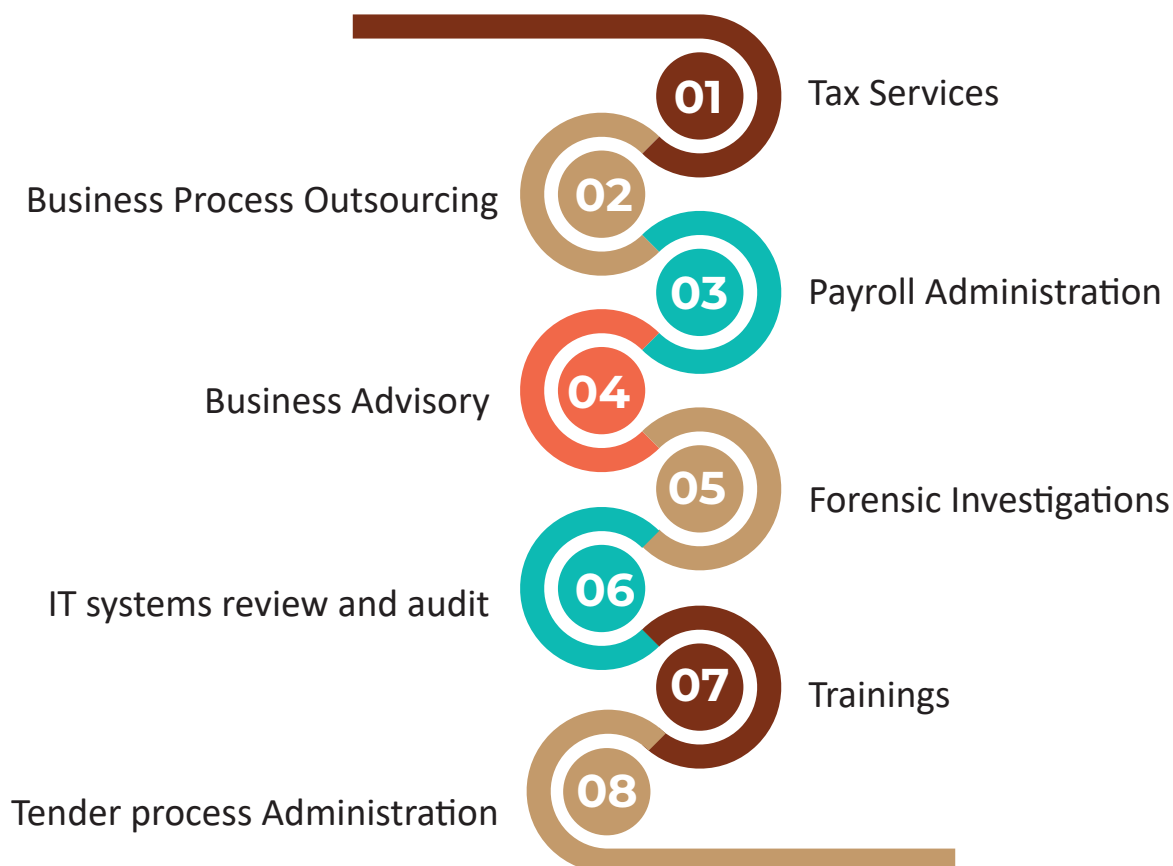 01
Tax Services
Business Process Outsourcing
02
03
Payroll Administration
Business Advisory
04
05
Forensic Investigations
IT systems review and audit
06
07
Trainings
Tender process Administration
08